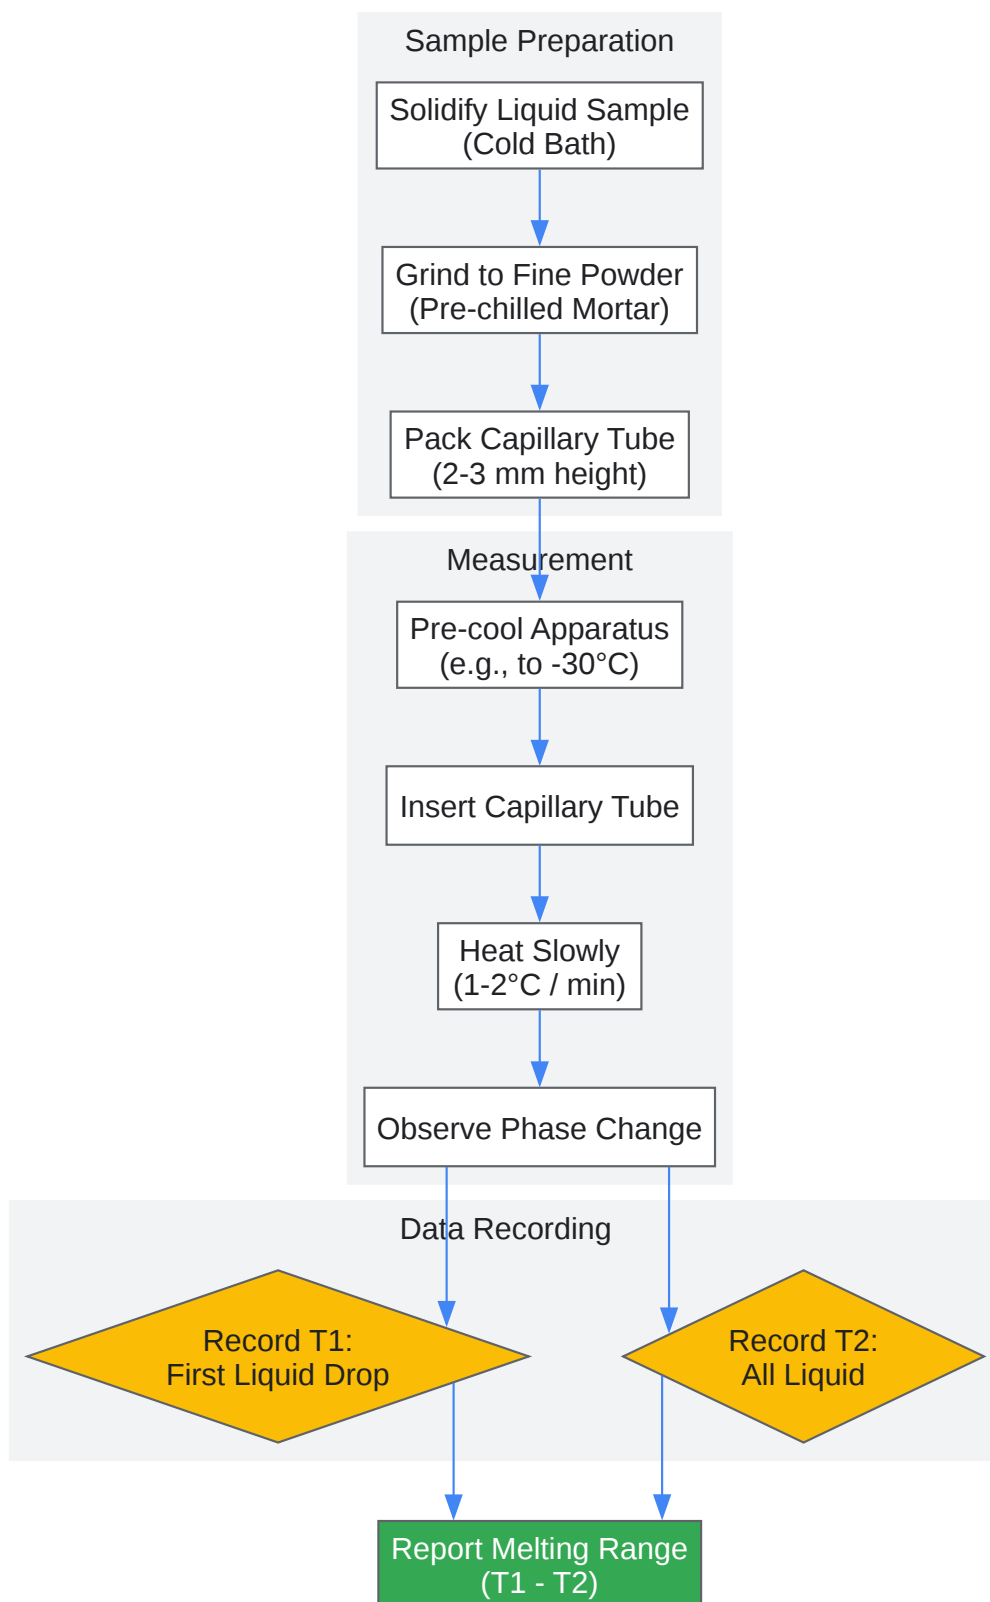 Sample Preparation
Solidify Liquid Sample
(Cold Bath)
Grind to Fine Powder
(Pre-chilled Mortar)
Pack Capillary Tube
(2-3 mm height)
Measurement
Pre-cool Apparatus
(e.g., to -30°C)
Insert Capillary Tube
Heat Slowly
(1-2°C / min)
Observe Phase Change
Data Recording
Record T1:
First Liquid Drop
Record T2:
All Liquid
Report Melting Range
(T1 - T2)